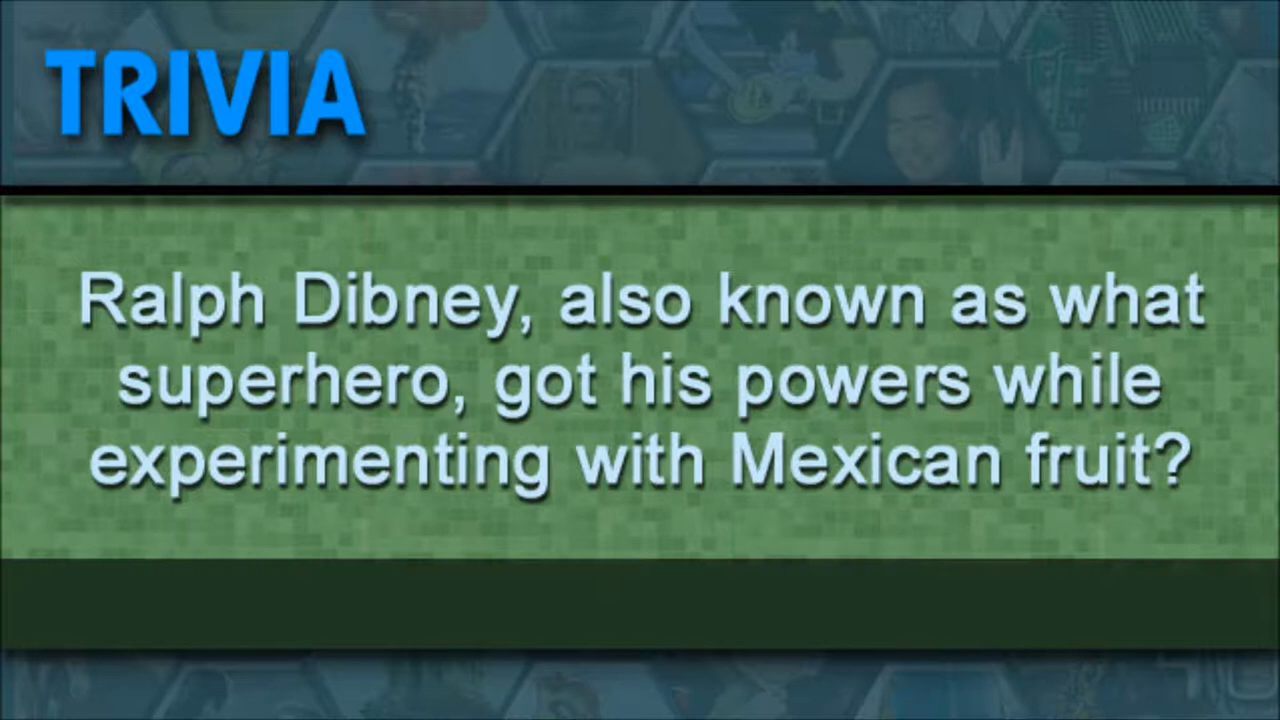 TRIVIA
Ralph Dibney, also known as what
superhero, got his powers while
experimenting with Mexican fruit?